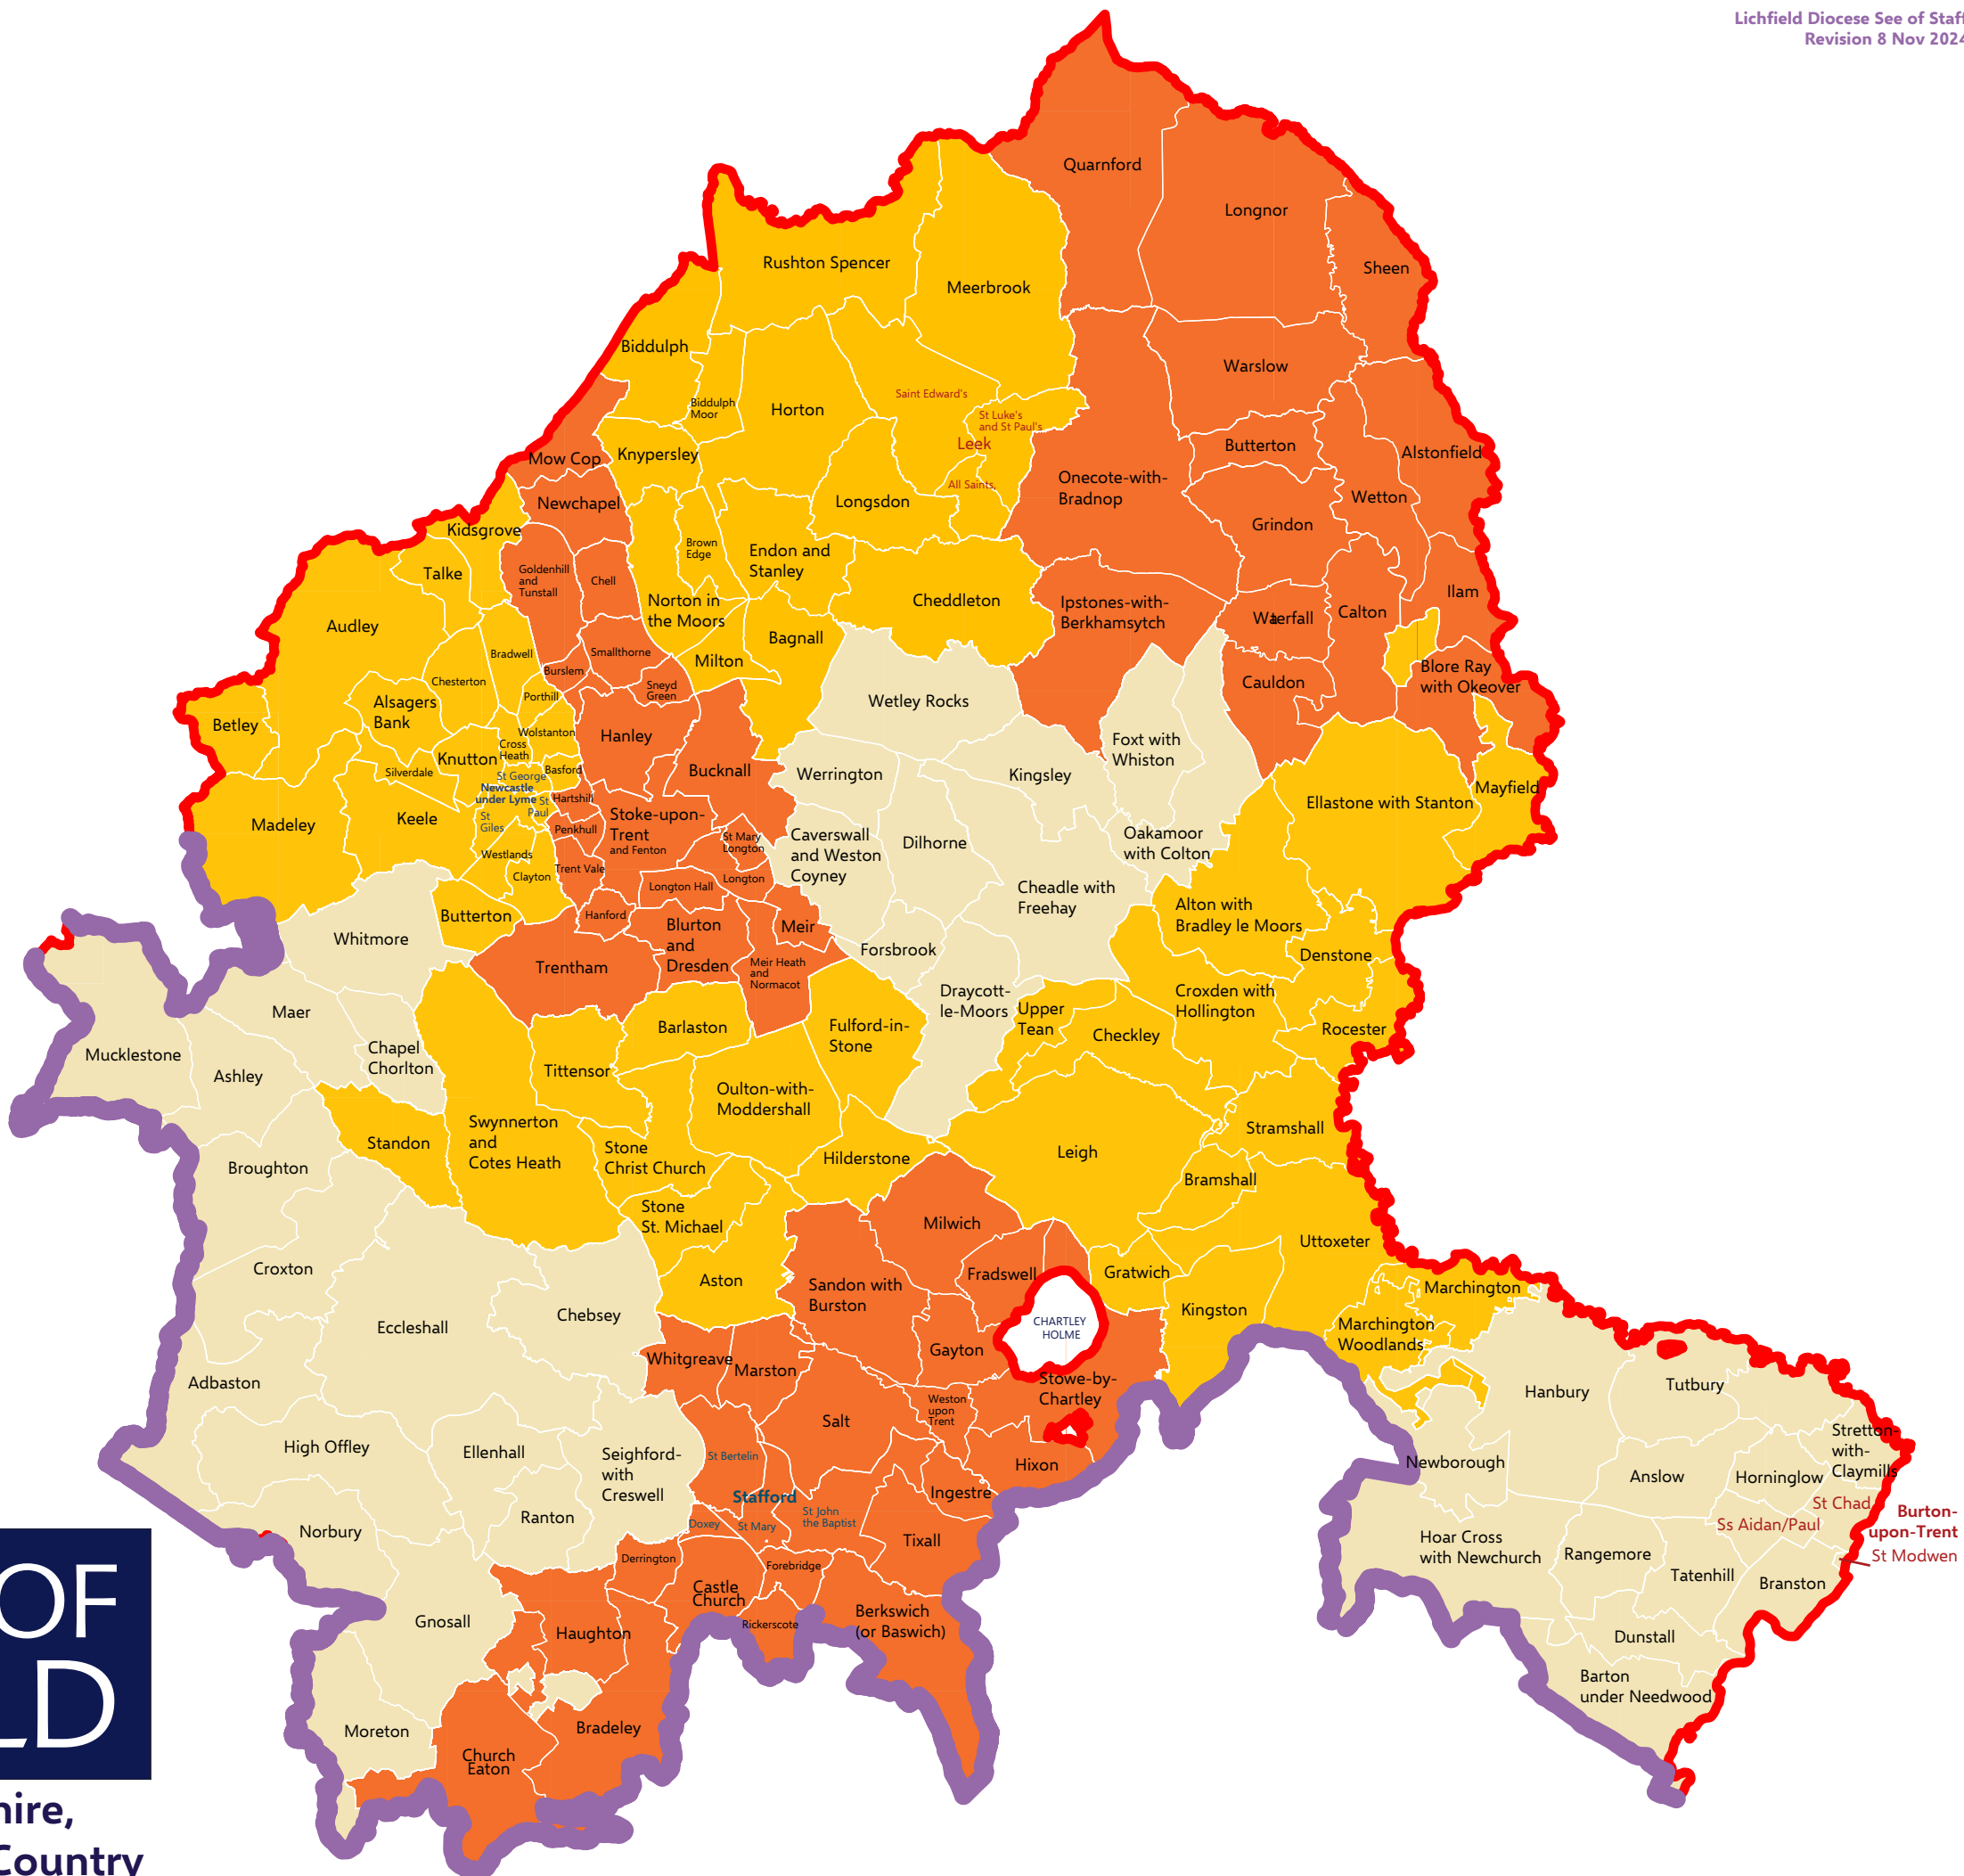 Lichfield Diocese See of Staff
Revision 8 Nov 2024
Quarnford
Longnor
Sheen
Rushton Spencer
Meerbrook
Biddulph
Warslow
Saint Edward's
Biddulph
Moor
Horton
St Luke's
and St Paul's
Leek
Butterton
Alstonfield
Knypersley
Mow Cop
Onecote-with-
Bradnop
All Saints,
Wetton
Newchapel
Longsdon
Grindon
Kidsgrove
Brown
Edge
Endon and
Stanley
Talke
Goldenhill
and
Tunstall
Chell
Ilam
Norton in
the Moors
Cheddleton
Ipstones-with-
Berkhamsytch
Waterfall
Calton
Audley
Bagnall
Bradwell
Smallthorne
Milton
Burslem
Blore Ray
with Okeover
Chesterton
Sneyd
Green
Cauldon
Porthill
Alsagers
Bank
Wetley Rocks
Betley
Wolstanton
Hanley
Foxt with
Whiston
Cross
Heath
Knutton
Silverdale
Basford
Bucknall
Werrington
Kingsley
St George
Newcastle
under Lyme
St
Paul
St
Giles
Hartshill
Mayfield
Ellastone with Stanton
Madeley
Keele
Stoke-upon-
Trent
and Fenton
Penkhull
St Mary
Longton
Caverswall
and Weston
Coyney
Dilhorne
Oakamoor
with Colton
Westlands
Trent Vale
Clayton
Longton Hall
Longton
Cheadle with
Freehay
Butterton
Hanford
Blurton
and
Dresden
Meir
Alton with
Bradley le Moors
Whitmore
Forsbrook
Denstone
Trentham
Meir Heath
and
Normacot
Draycott-
le-Moors
Croxden with
Hollington
Maer
Upper
Tean
Barlaston
Fulford-in-
Stone
Checkley
Rocester
Mucklestone
Chapel
Chorlton
Ashley
Tittensor
Oulton-with-
Moddershall
Standon
Swynnerton
and
Cotes Heath
Stone
Christ Church
Stramshall
Broughton
Hilderstone
Leigh
Bramshall
Stone
St. Michael
Milwich
Uttoxeter
Croxton
Aston
Sandon with
Burston
Fradswell
Gratwich
Marchington
Chebsey
Kingston
Eccleshall
CHARTLEY
HOLME
Marchington
Woodlands
Gayton
Whitgreave
Marston
Adbaston
Stowe-by-
Chartley
Hanbury
Tutbury
Weston
upon
Trent
Salt
Stretton-
with-
Claymills
High Offley
Ellenhall
Seighford-
with
Creswell
St Bertelin
Hixon
Newborough
Anslow
Horninglow
Ingestre
Stafford
St Chad
Burton-
upon-Trent
Ranton
St John
the Baptist
Doxey
St Mary
Ss Aidan/Paul
Norbury
Tixall
Hoar Cross
with Newchurch
Rangemore
St Modwen
Derrington
Forebridge
Tatenhill
Branston
Castle
Church
OF
Gnosall
Haughton
Rickerscote
Berkswich
(or Baswich)
Dunstall
Barton
under Needwood
LD
Moreton
Bradeley
Church
Eaton
hire,
Country